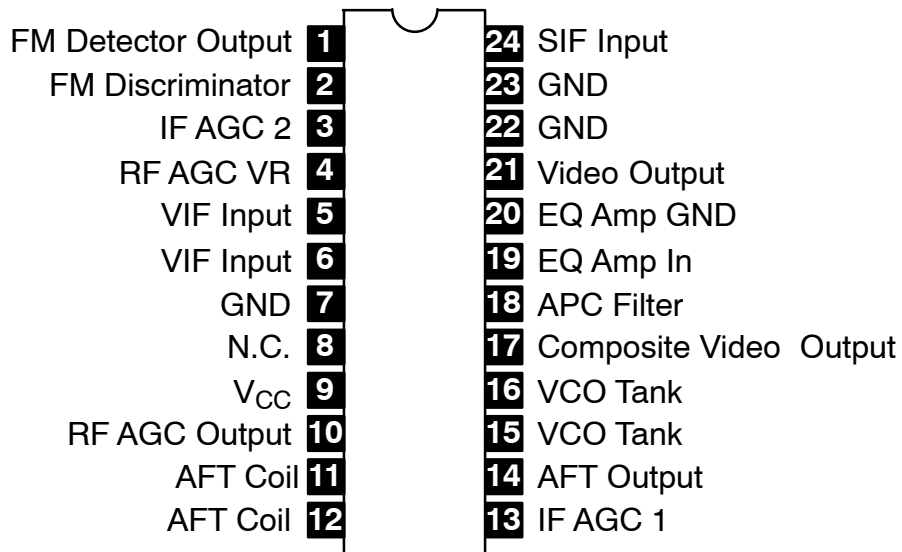 FM Detector Output 1 24 SIF Input
FM Discriminator 2 23 GND
IF AGC 2 3 22 GND
RF AGC VR 4 21 Video Output
VIF Input 5 20 EQ Amp GND
VIF Input 6 19 EQ Amp In
GND 7 18 APC Filter
N.C. 8 17 Composite Video Output
VCC 9 16 VCO Tank
RF AGC Output 10 15 VCO Tank
AFT Coil 11 14 AFT Output
AFT Coil 12 13 IF AGC 1